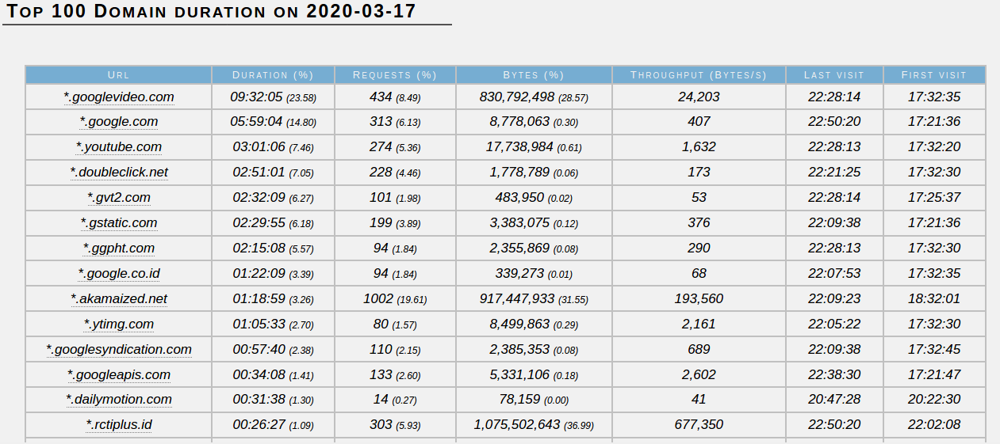 Top 100 Domain duration on 2020-03-17
Url Duration (%) Requests (%) Bytes (%) Throughput (Bytes/s) Last visit First visit
*.googlevideo.com 09:32:05 (23.58) 434 (8.49) 830,792,498 (28.57) 24,203 22:28:14 17:32:35
*.google.com 05:59:04 (14.80) 313 (6.13) 8,778,063 (0.30) 407 22:50:20 17:21:36
*.youtube.com 03:01:06 (7.46) 274 (5.36) 17,738,984 (0.61) 1,632 22:28:13 17:32:20
*.doubleclick.net 02:51:01 (7.05) 228 (4.46) 1,778,789 (0.06) 173 22:21:25 17:32:30
*.gvt2.com 02:32:09 (6.27) 101 (1.98) 483,950 (0.02) 53 22:28:14 17:25:37
*.gstatic.com 02:29:55 (6.18) 199 (3.89) 3,383,075 (0.12) 376 22:09:38 17:21:36
*.ggpht.com 02:15:08 (5.57) 94 (1.84) 2,355,869 (0.08) 290 22:28:13 17:32:30
*.google.co.id 01:22:09 (3.39) 94 (1.84) 339,273 (0.01) 68 22:07:53 17:32:35
*.akamaized.net 01:18:59 (3.26) 1002 (19.61) 917,447,933 (31.55) 193,560 22:09:23 18:32:01
*.ytimg.com 01:05:33 (2.70) 80 (1.57) 8,499,863 (0.29) 2,161 22:05:22 17:32:30
*.googlesyndication.com 00:57:40 (2.38) 110 (2.15) 2,385,353 (0.08) 689 22:09:38 17:32:45
*.googleapis.com 00:34:08 (1.41) 133 (2.60) 5,331,106 (0.18) 2,602 22:38:30 17:21:47
*.dailymotion.com 00:31:38 (1.30) 14 (0.27) 78,159 (0.00) 41 20:47:28 20:22:30
*.rctiplus.id 00:26:27 (1.09) 303 (5.93) 1,075,502,643 (36.99) 677,350 22:50:20 22:02:08